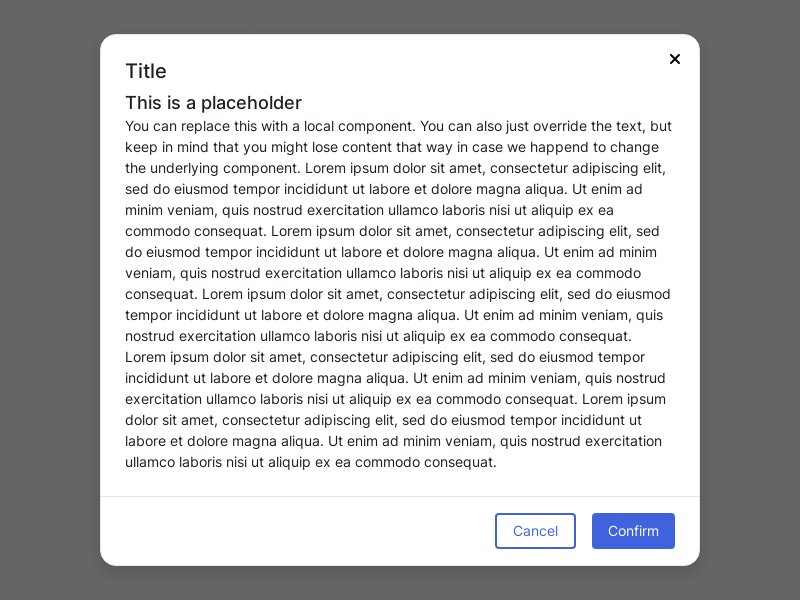 Title
This is a placeholder
You can replace this with a local component. You can also just override the text, but
keep in mind that you might lose content that way in case we happend to change
the underlying component. Lorem ipsum dolor sit amet, consectetur adipiscing elit,
sed do eiusmod tempor incididunt ut labore et dolore magna aliqua. Ut enim ad
minim veniam, quis nostrud exercitation ullamco laboris nisi ut aliquip ex ea
commodo consequat. Lorem ipsum dolor sit amet, consectetur adipiscing elit, sed
do eiusmod tempor incididunt ut labore et dolore magna aliqua. Ut enim ad minim
veniam, quis nostrud exercitation ullamco laboris nisi ut aliquip ex ea commodo
consequat. Lorem ipsum dolor sit amet, consectetur adipiscing elit, sed do eiusmod
tempor incididunt ut labore et dolore magna aliqua. Ut enim ad minim veniam, quis
nostrud exercitation ullamco laboris nisi ut aliquip ex ea commodo consequat.
Lorem ipsum dolor sit amet, consectetur adipiscing elit, sed do eiusmod tempor
incididunt ut labore et dolore magna aliqua. Ut enim ad minim veniam, quis nostrud
exercitation ullamco laboris nisi ut aliquip ex ea commodo consequat. Lorem ipsum
dolor sit amet, consectetur adipiscing elit, sed do eiusmod tempor incididunt ut
labore et dolore magna aliqua. Ut enim ad minim veniam, quis nostrud exercitation
ullamco laboris nisi ut aliquip ex ea commodo consequat.
Cancel
Confirm